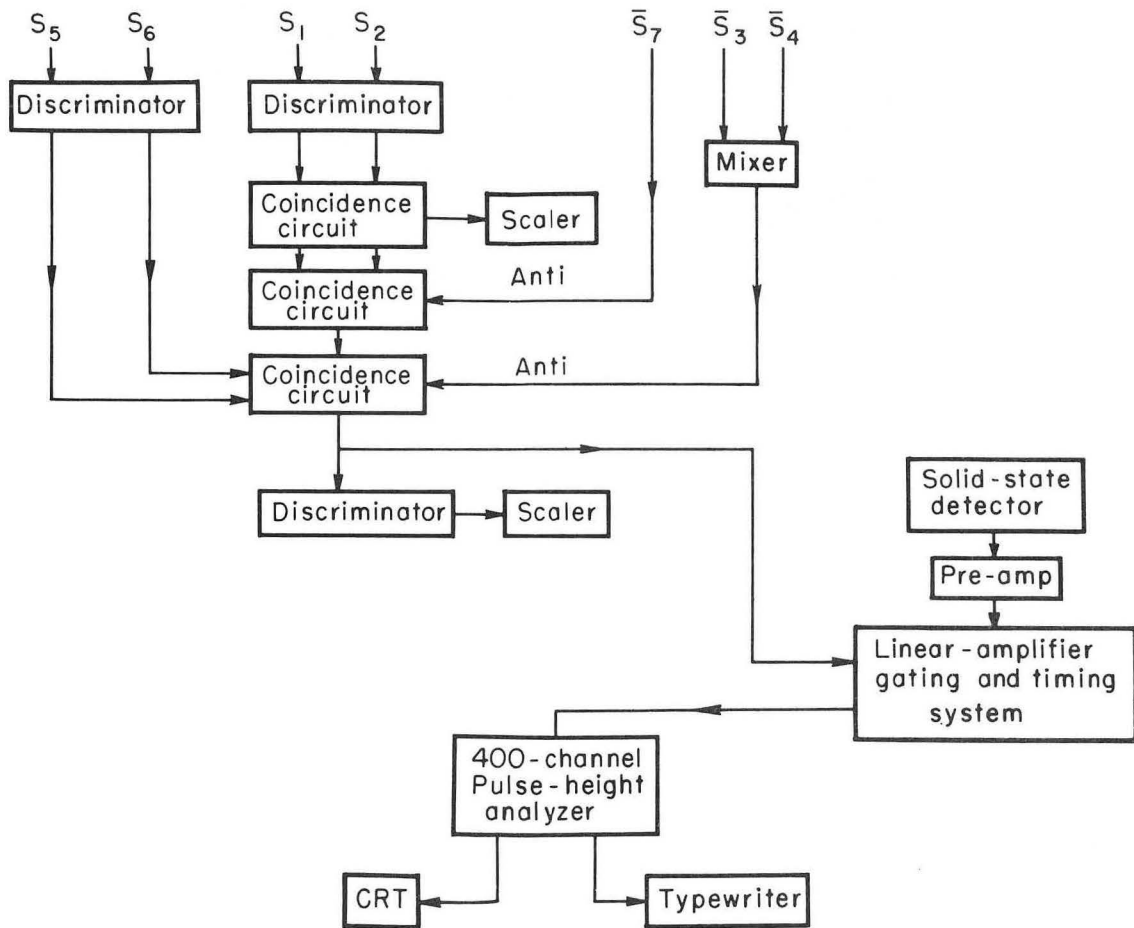 S5 S6 S1 S2 S̄7 S̄3 S̄4
Discriminator
Discriminator
Mixer
Coincidence
circuit
Scaler
Anti
Coincidence
circuit
Anti
Coincidence
circuit
Solid-state
detector
Discriminator
Scaler
Pre-amp
Linear-amplifier
gating and timing
system
400-channel
Pulse-height
analyzer
CRT
Typewriter